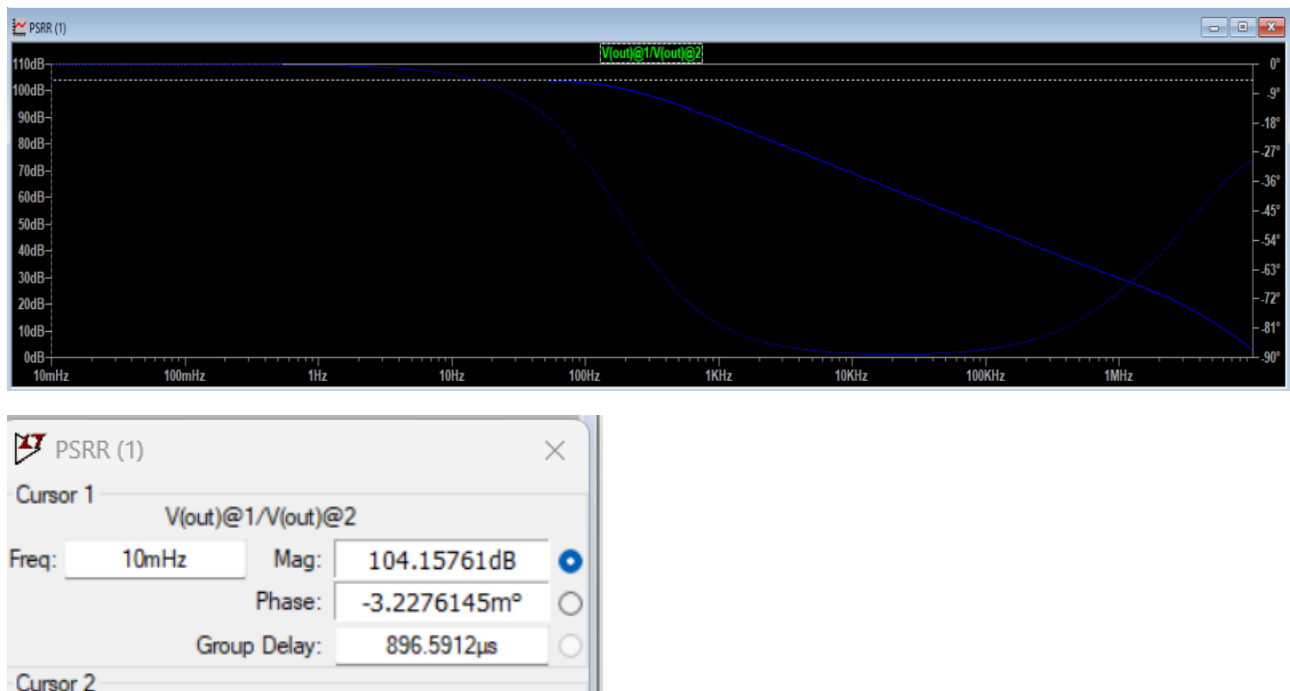 PSRR (1)
V(out)@1/V(out)@2
110dB 0°
100dB -9°
90dB -18°
80dB -27°
70dB -36°
60dB -45°
50dB -54°
40dB -63°
30dB -72°
20dB -81°
10dB -90°
0dB
10mHz 100mHz 1Hz 10Hz 100Hz 1KHz 10KHz 100KHz 1MHz
PSRR (1)
Cursor 1
V(out)@1/V(out)@2
Freq: 10mHz Mag: 104.15761dB
Phase: -3.2276145m°
Group Delay: 896.5912µs
Cursor 2